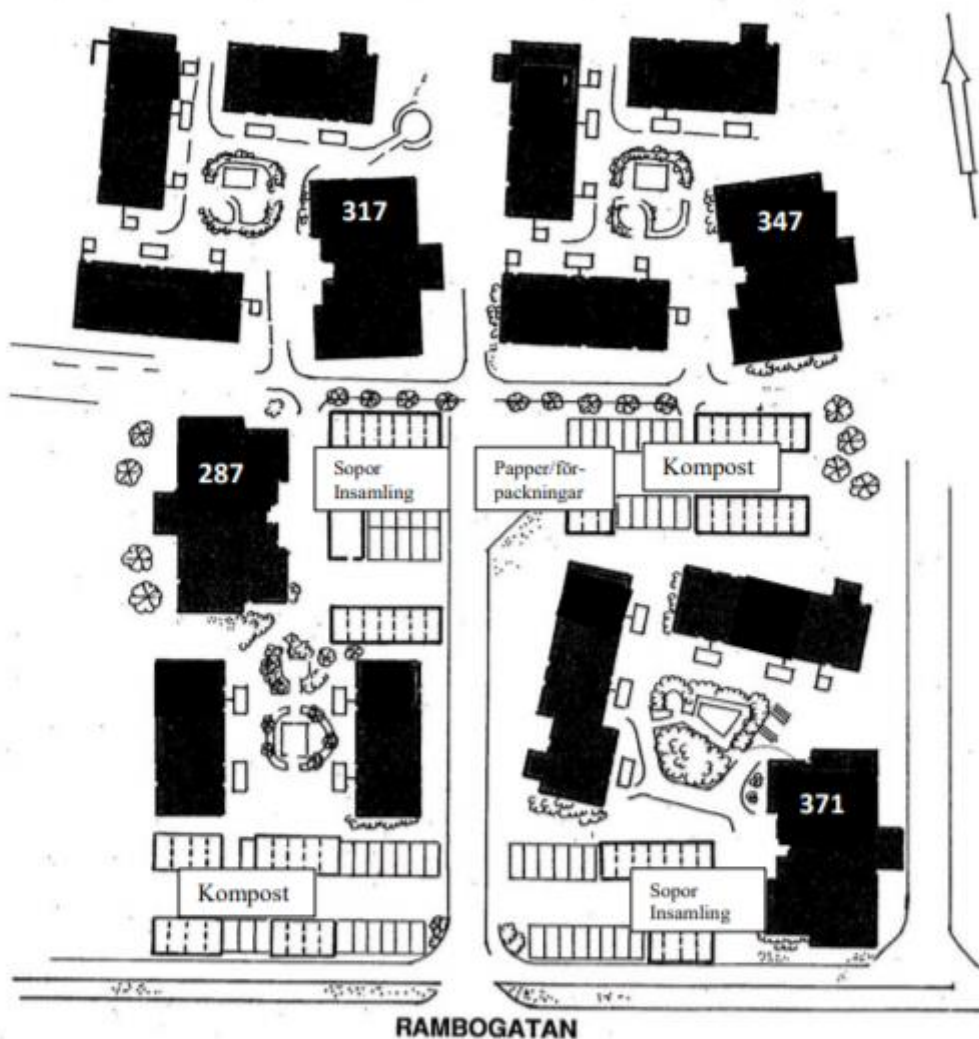 317
347
287
Sopor
Insamling
Papper/för-
packningar
Kompost
371
Kompost
Sopor
Insamling
RAMBOGATAN